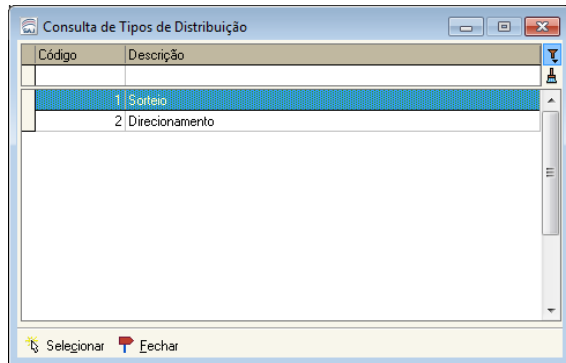 Consulta de Tipos de Distribuição
Código Descrição
1 Sorteio
2 Direcionamento
Selecionar Fechar